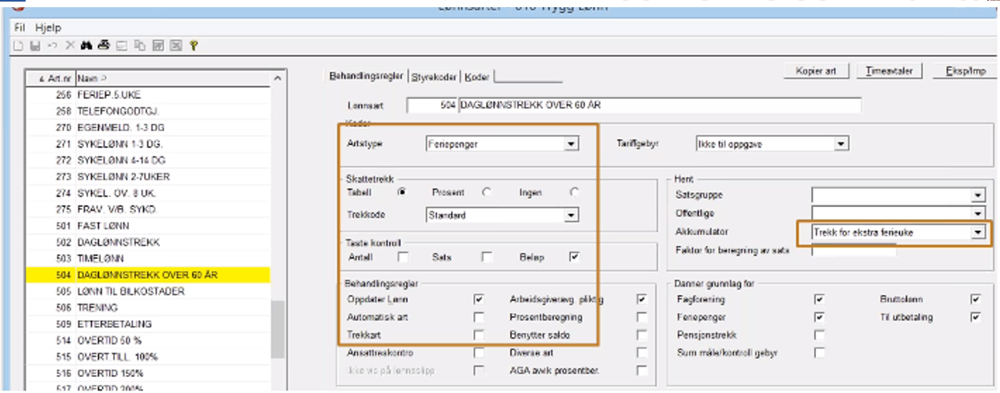 Lønnsarter - 010 Trygg Lønn
Fil Hjelp
Art.nr Navn
256 FERIEP.5.UKE
258 TELEFONGODTGJ.
270 EGENMELD. 1-3 DG
271 SYKELØNN 1-3 DG.
272 SYKELØNN 4-14 DG
273 SYKELØNN 2-7UKER
274 SYKEL. OV. 8 UK.
275 FRAV. V/B. SYKD.
501 FAST LØNN
502 DAGLØNNSTREKK
503 TIMELØNN
504 DAGLØNNSTREKK OVER 60 ÅR
505 LØNN TIL BILKOSTADER
506 TRENING
509 ETTERBETALING
514 OVERTID 50 %
515 OVERT.TILL. 100%
516 OVERTID 150%
517 OVERTID 200%
Behandlingsregler Styrekoder Koder
Kopier art Timeavtaler Eksp/Imp
Lønnsart 504 DAGLØNNSTREKK OVER 60 ÅR
Koder
Artstype Feriepenger Tariffgebyr Ikke til oppgave
Skattetrekk
Tabell Prosent Ingen
Trekkode Standard
Taste kontroll
Antall Sats Beløp
Behandlingsregler
Oppdater Lønn Arbeidsgiveravg. pliktig
Automatisk art Prosentberegning
Trekkart Benytter saldo
Ansattreskontro Diverse art
Ikke vis på lønnsslipp AGA avvik prosentber.
Hent
Satsgruppe
Offentlige
Akkumulator Trekk for ekstra ferieuke
Faktor for beregning av sats
Danner grunnlag for
Fagforening Bruttolønn
Feriepenger Til utbetaling
Pensjonstrekk
Sum måle/kontroll gebyr